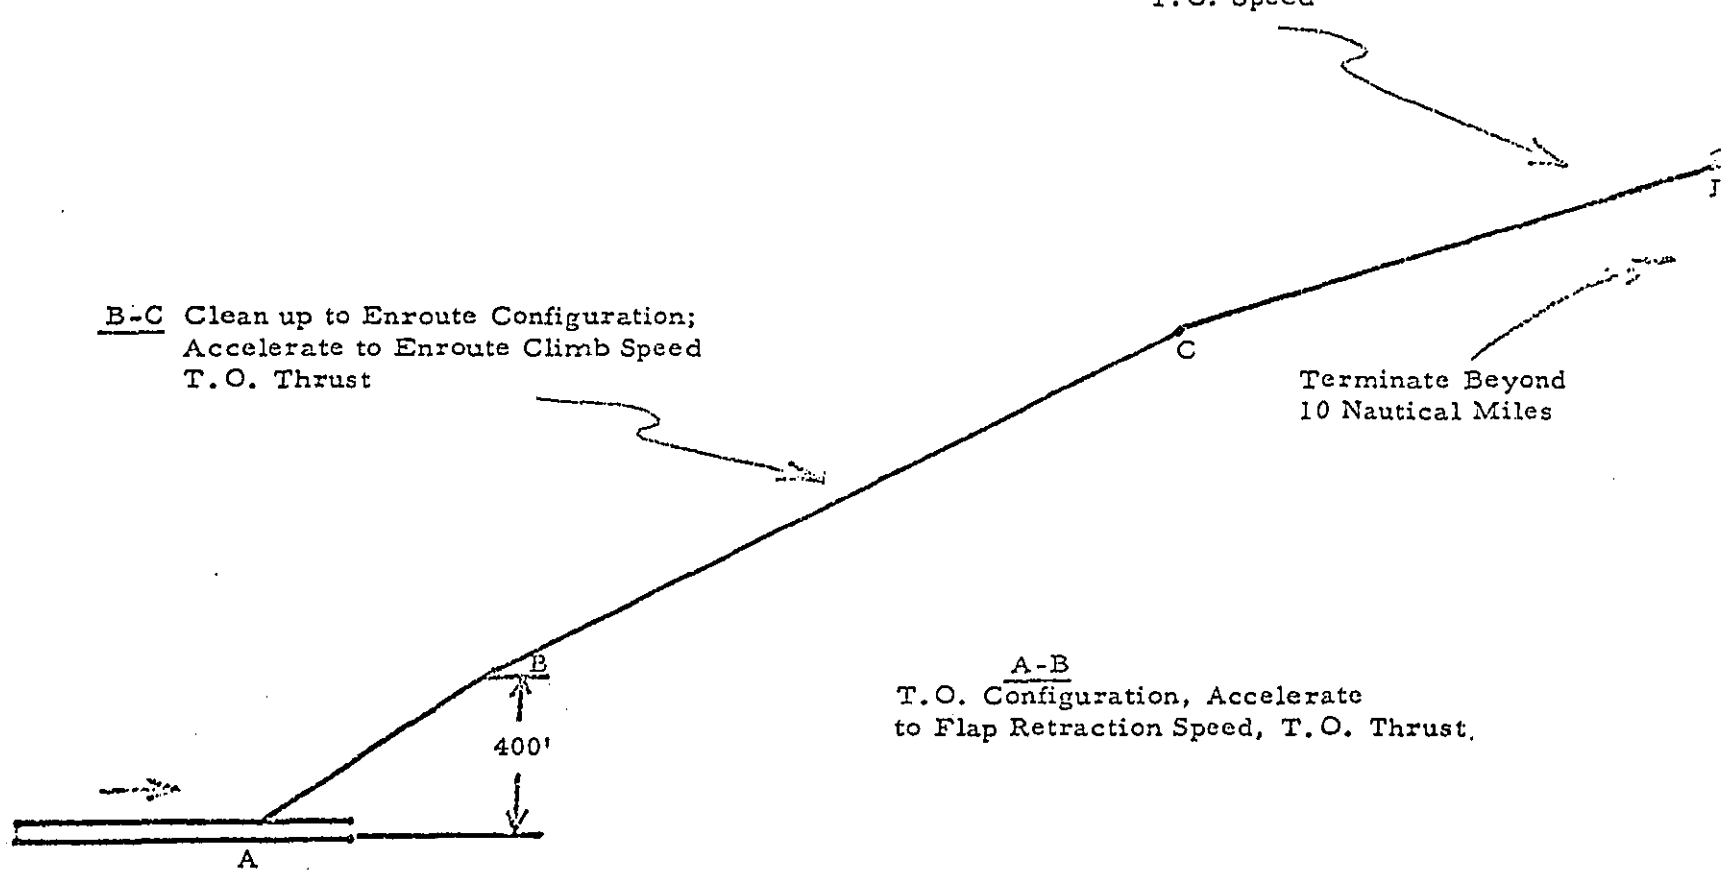 T.O. Speed
B-C Clean up to Enroute Configuration;
Accelerate to Enroute Climb Speed
T.O. Thrust
C
Terminate Beyond
10 Nautical Miles
B
400'
A-B
T.O. Configuration, Accelerate
to Flap Retraction Speed, T.O. Thrust.
A